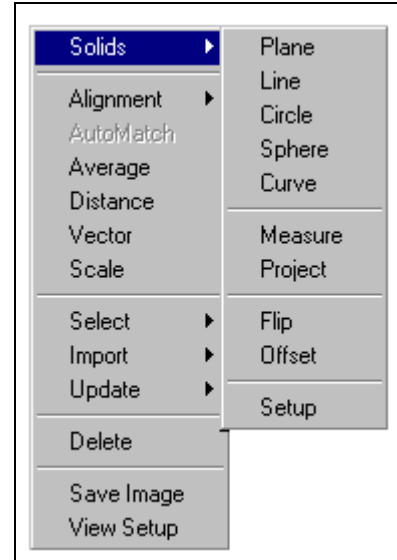 Solids
Alignment
AutoMatch
Average
Distance
Vector
Scale
Select
Import
Update
Delete
Save Image
View Setup
Plane
Line
Circle
Sphere
Curve
Measure
Project
Flip
Offset
Setup